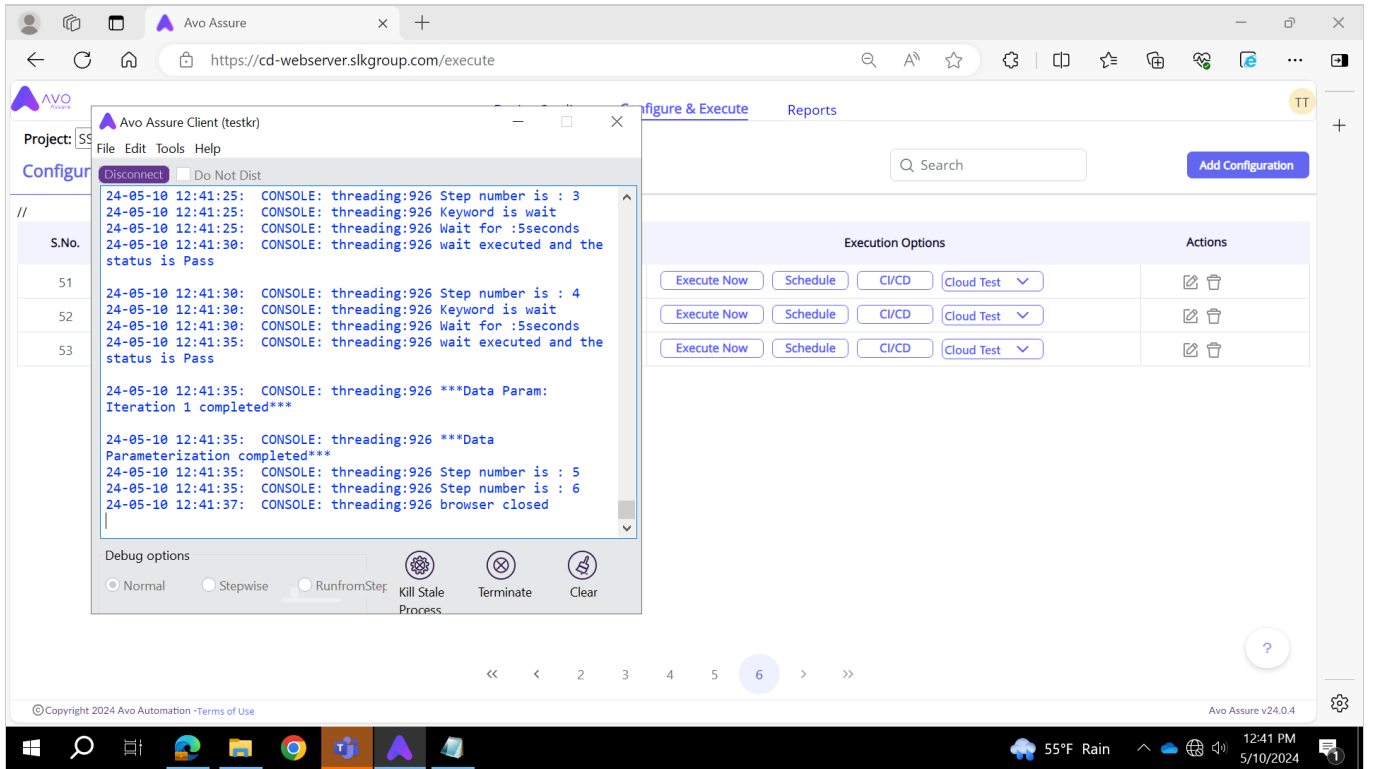 Avo Assure
https://cd-webserver.slkgroup.com/execute
AVO
Assure
nfigure & Execute
Reports
TT
Project: SS
Configur
Search
Add Configuration
//
S.No.
Execution Options
Actions
51
Execute Now
Schedule
CI/CD
Cloud Test
52
Execute Now
Schedule
CI/CD
Cloud Test
53
Execute Now
Schedule
CI/CD
Cloud Test
Avo Assure Client (testkr)
File Edit Tools Help
Disconnect
Do Not Dist
24-05-10 12:41:25: CONSOLE: threading:926 Step number is : 3
24-05-10 12:41:25: CONSOLE: threading:926 Keyword is wait
24-05-10 12:41:25: CONSOLE: threading:926 Wait for :5seconds
24-05-10 12:41:30: CONSOLE: threading:926 wait executed and the
status is Pass
24-05-10 12:41:30: CONSOLE: threading:926 Step number is : 4
24-05-10 12:41:30: CONSOLE: threading:926 Keyword is wait
24-05-10 12:41:30: CONSOLE: threading:926 Wait for :5seconds
24-05-10 12:41:35: CONSOLE: threading:926 wait executed and the
status is Pass
24-05-10 12:41:35: CONSOLE: threading:926 ***Data Param:
Iteration 1 completed***
24-05-10 12:41:35: CONSOLE: threading:926 ***Data
Parameterization completed***
24-05-10 12:41:35: CONSOLE: threading:926 Step number is : 5
24-05-10 12:41:35: CONSOLE: threading:926 Step number is : 6
24-05-10 12:41:37: CONSOLE: threading:926 browser closed
Debug options
Normal
Stepwise
RunfromStep
Kill Stale
Process
Terminate
Clear
?
2 3 4 5 6
©Copyright 2024 Avo Automation -Terms of Use
Avo Assure v24.0.4
55°F Rain
12:41 PM
5/10/2024
1